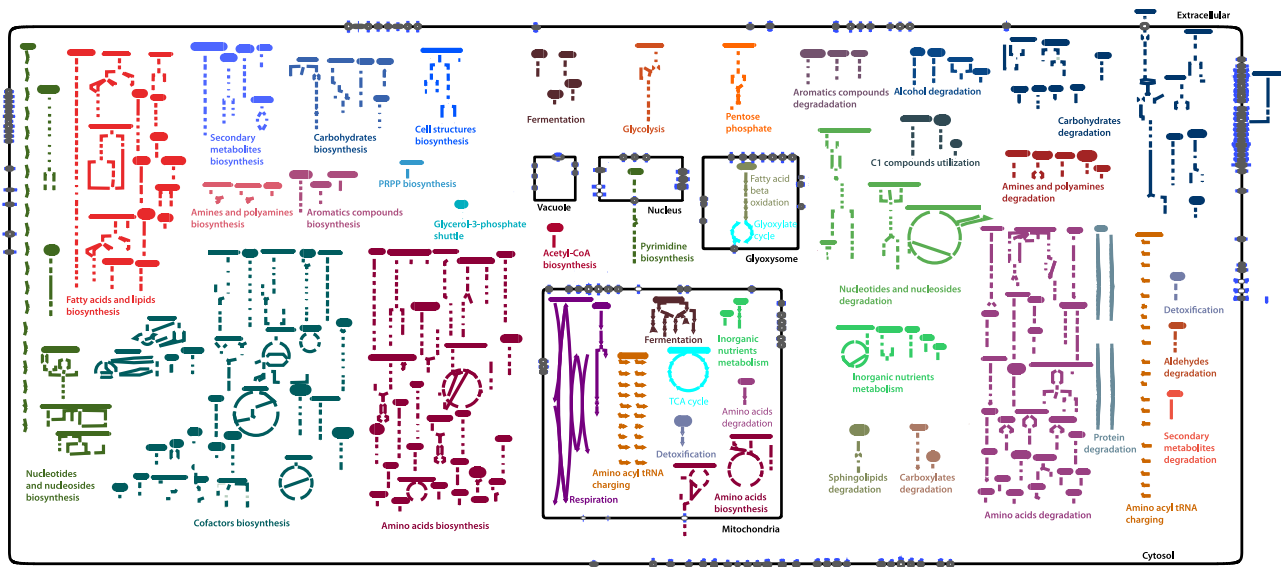 Extracellular
Secondary
metabolites
biosynthesis
Carbohydrates
biosynthesis
Cell structures
biosynthesis
Fermentation
Glycolysis
Pentose
phosphate
Aromatics compounds
degradadation
Alcohol degradation
Carbohydrates
degradation
C1 compounds utilization
PRPP biosynthesis
Amines and polyamines
biosynthesis
Aromatics compounds
biosynthesis
Glycerol-3-phosphate
shuttle
Vacuole
Nucleus
Fatty acid
beta
oxidation
Glyoxylate
cycle
Glyoxysome
Amines and polyamines
degradation
Acetyl-CoA
biosynthesis
Pyrimidine
biosynthesis
Fatty acids and lipids
biosynthesis
Nucleotides and nucleosides
degradation
Detoxification
Fermentation
Inorganic
nutrients
metabolism
TCA cycle
Amino acids
degradation
Detoxification
Amino acyl tRNA
charging
Respiration
Amino acids
biosynthesis
Mitochondria
Inorganic nutrients
metabolism
Aldehydes
degradation
Protein
degradation
Secondary
metabolites
degradation
Nucleotides
and nucleosides
biosynthesis
Cofactors biosynthesis
Amino acids biosynthesis
Sphingolipids
degradation
Carboxylates
degradation
Amino acids degradation
Amino acyl tRNA
charging
Cytosol